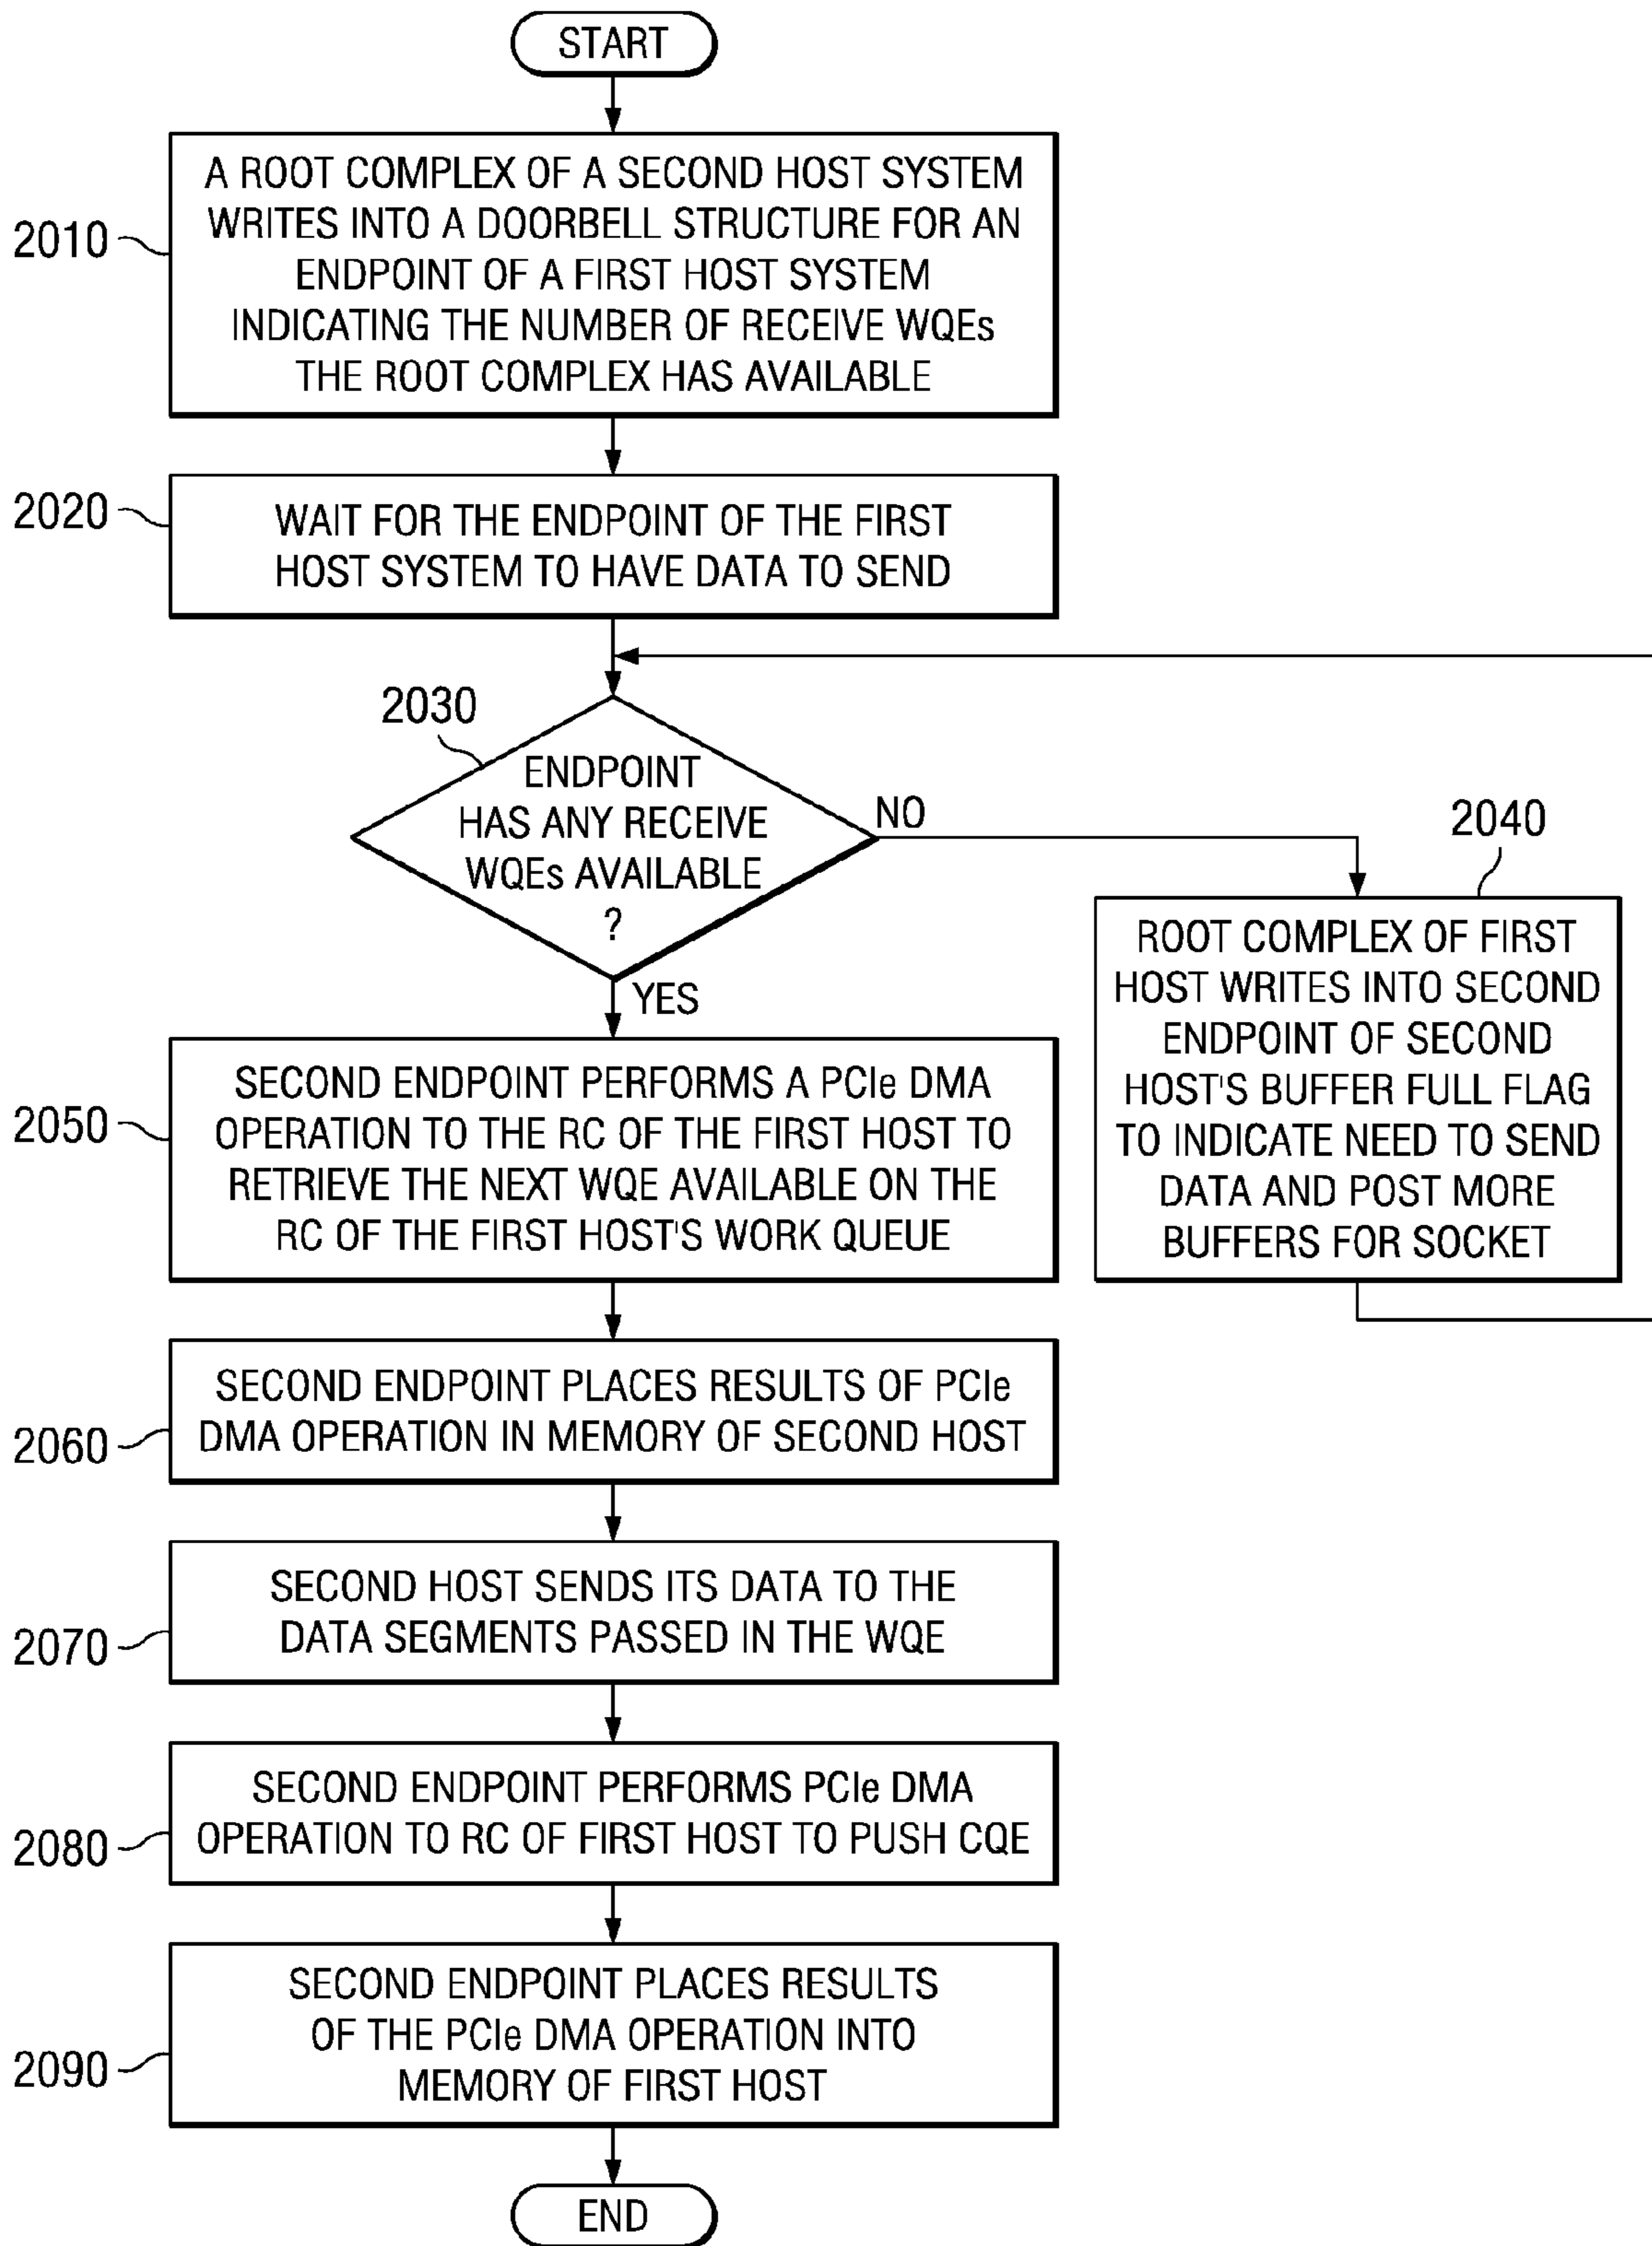 START
2010
A ROOT COMPLEX OF A SECOND HOST SYSTEM
WRITES INTO A DOORBELL STRUCTURE FOR AN
ENDPOINT OF A FIRST HOST SYSTEM
INDICATING THE NUMBER OF RECEIVE WQEs
THE ROOT COMPLEX HAS AVAILABLE
2020
WAIT FOR THE ENDPOINT OF THE FIRST
HOST SYSTEM TO HAVE DATA TO SEND
2030
ENDPOINT
HAS ANY RECEIVE
WQEs AVAILABLE
?
NO
YES
2040
ROOT COMPLEX OF FIRST
HOST WRITES INTO SECOND
ENDPOINT OF SECOND
HOST'S BUFFER FULL FLAG
TO INDICATE NEED TO SEND
DATA AND POST MORE
BUFFERS FOR SOCKET
2050
SECOND ENDPOINT PERFORMS A PCIe DMA
OPERATION TO THE RC OF THE FIRST HOST TO
RETRIEVE THE NEXT WQE AVAILABLE ON THE
RC OF THE FIRST HOST'S WORK QUEUE
2060
SECOND ENDPOINT PLACES RESULTS OF PCIe
DMA OPERATION IN MEMORY OF SECOND HOST
2070
SECOND HOST SENDS ITS DATA TO THE
DATA SEGMENTS PASSED IN THE WQE
2080
SECOND ENDPOINT PERFORMS PCIe DMA
OPERATION TO RC OF FIRST HOST TO PUSH CQE
2090
SECOND ENDPOINT PLACES RESULTS
OF THE PCIe DMA OPERATION INTO
MEMORY OF FIRST HOST
END